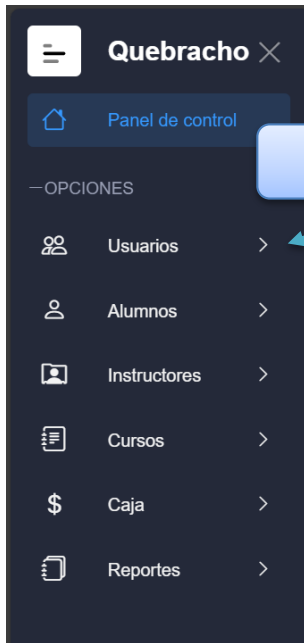 Quebracho
Panel de control
OPCIONES
Usuarios
Alumnos
Instructores
Cursos
$ Caja
Reportes